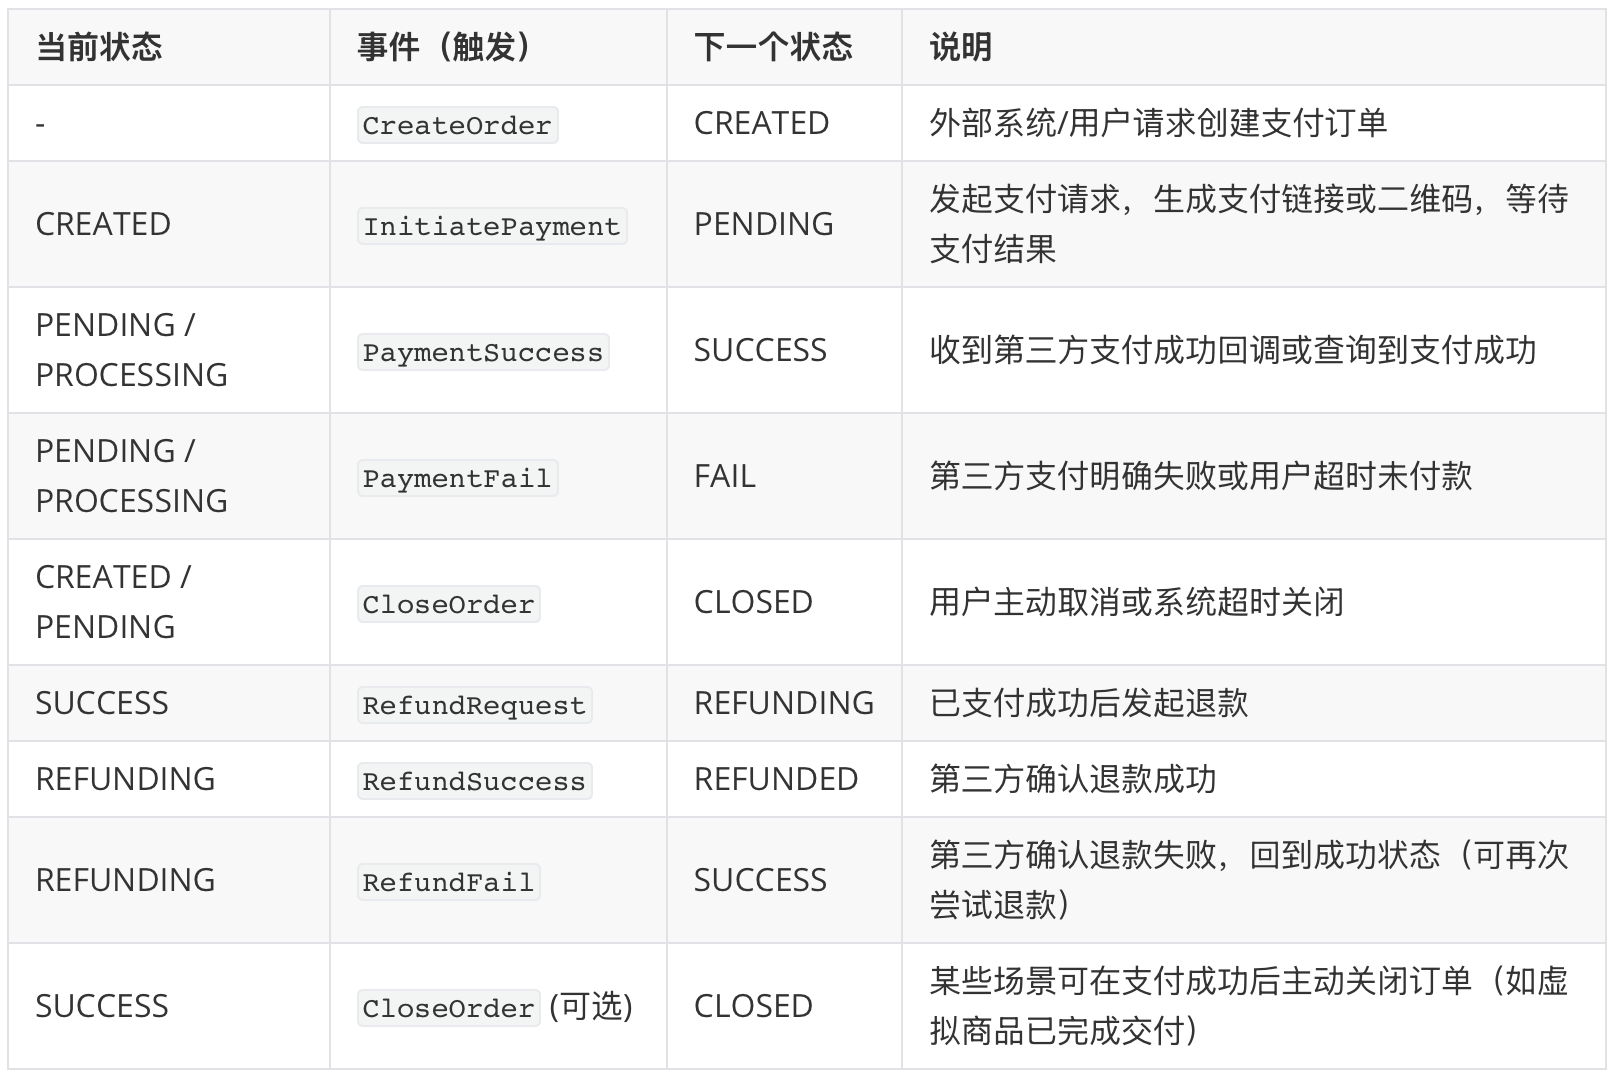 当前状态 事件（触发） 下一个状态 说明
- CreateOrder CREATED 外部系统/用户请求创建支付订单
CREATED InitiatePayment PENDING 发起支付请求，生成支付链接或二维码，等待
支付结果
PENDING /
PROCESSING PaymentSuccess SUCCESS 收到第三方支付成功回调或查询到支付成功
PENDING /
PROCESSING PaymentFail FAIL 第三方支付明确失败或用户超时未付款
CREATED /
PENDING CloseOrder CLOSED 用户主动取消或系统超时关闭
SUCCESS RefundRequest REFUNDING 已支付成功后发起退款
REFUNDING RefundSuccess REFUNDED 第三方确认退款成功
REFUNDING RefundFail SUCCESS 第三方确认退款失败，回到成功状态（可再次
尝试退款）
SUCCESS CloseOrder (可选) CLOSED 某些场景可在支付成功后主动关闭订单（如虚
拟商品已完成交付）